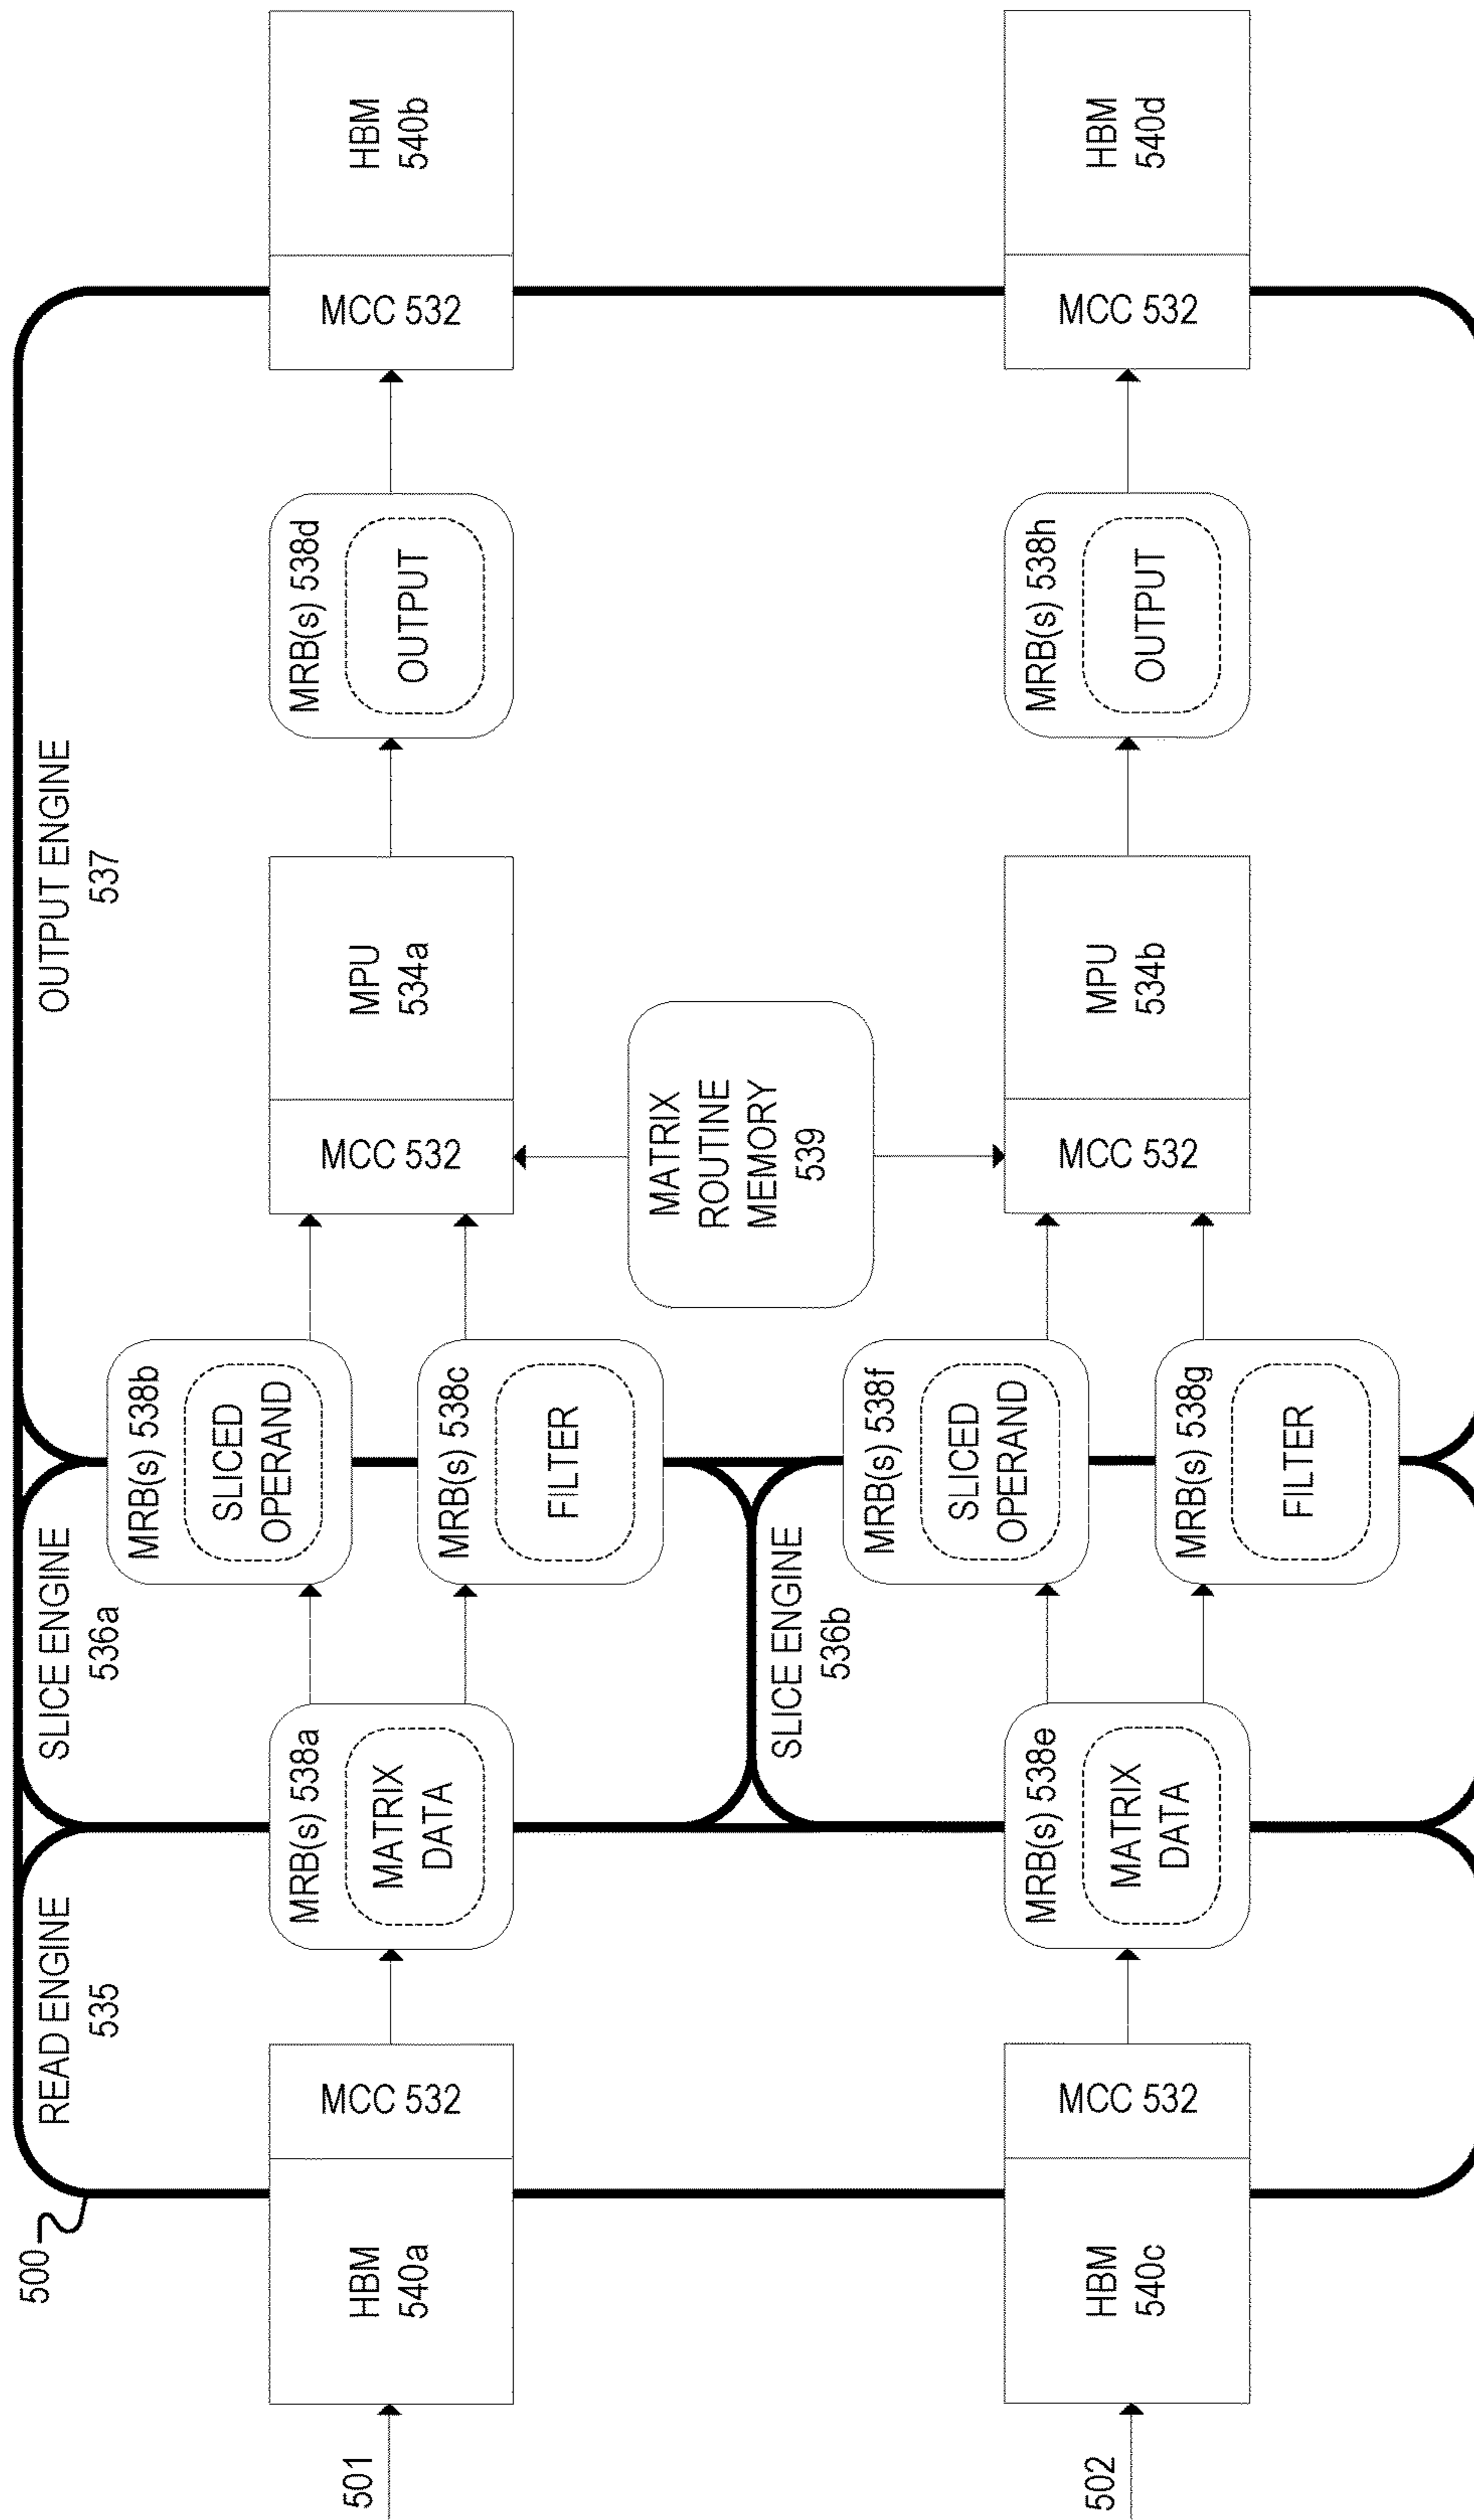 500
READ ENGINE
535
SLICE ENGINE
536a
OUTPUT ENGINE
537
501
HBM
540a
MCC 532
MRB(s) 538a
MATRIX
DATA
MRB(s) 538b
SLICED
OPERAND
MRB(s) 538c
FILTER
MCC 532
MPU
534a
MRB(s) 538d
OUTPUT
MCC 532
HBM
540b
MATRIX
ROUTINE
MEMORY
539
SLICE ENGINE
536b
502
HBM
540c
MCC 532
MRB(s) 538e
MATRIX
DATA
MRB(s) 538f
SLICED
OPERAND
MRB(s) 538g
FILTER
MCC 532
MPU
534b
MRB(s) 538h
OUTPUT
MCC 532
HBM
540d